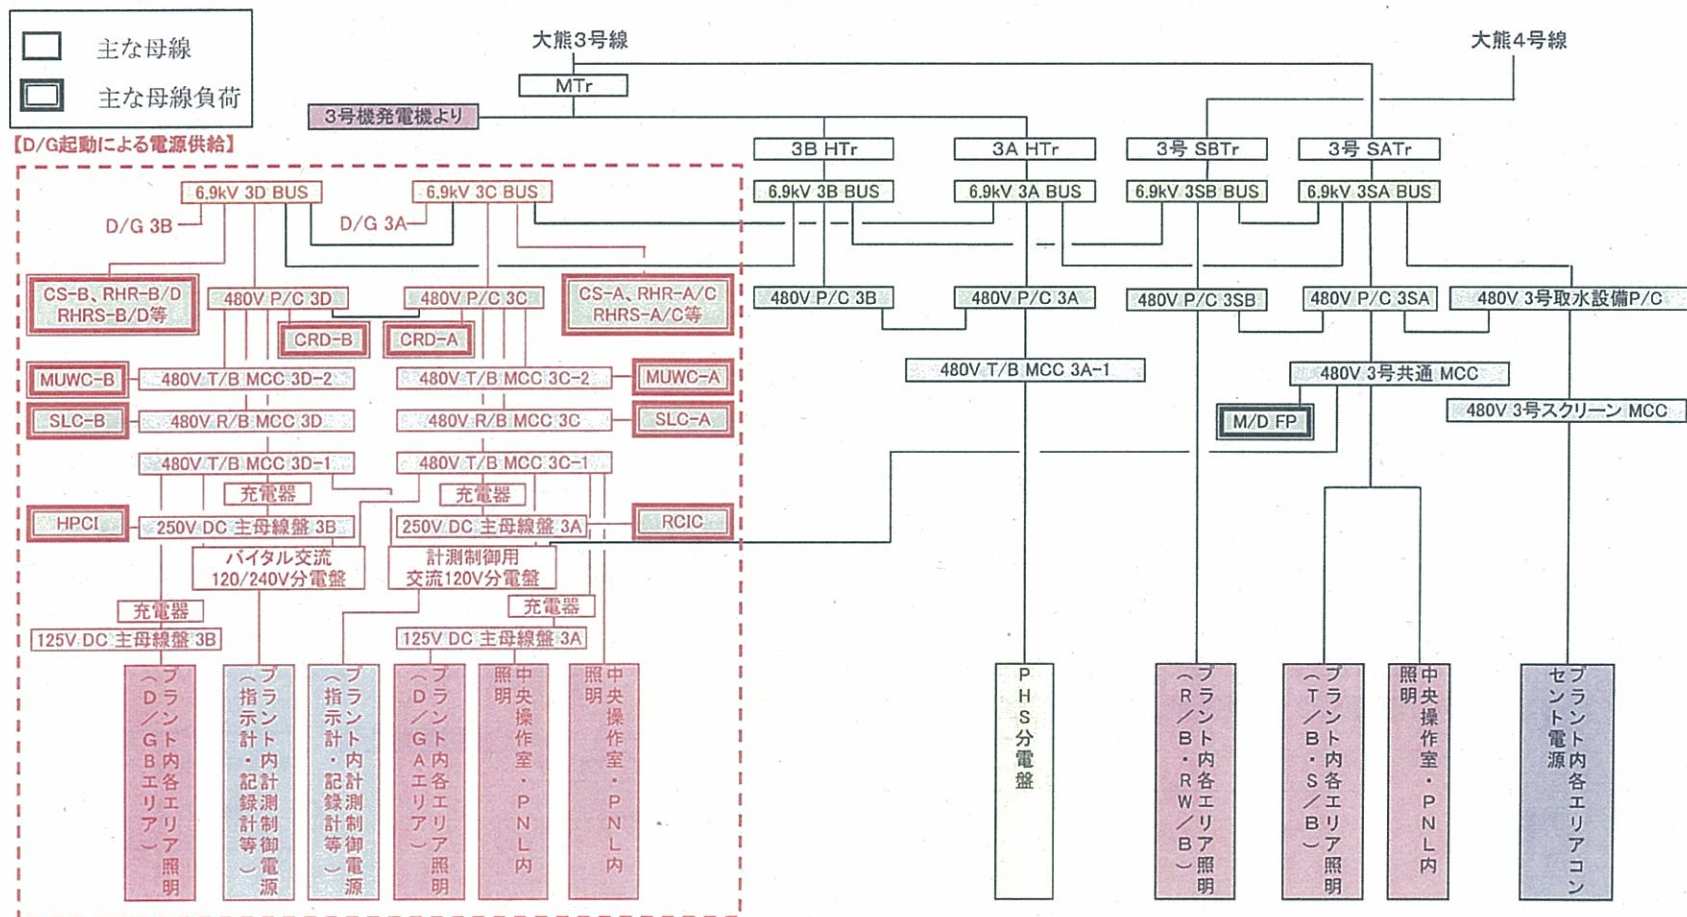 主な母線
主な母線負荷
大熊3号線
大熊4号線
MTr
3号機発電機より
【D/G起動による電源供給】
3B HTr
3A HTr
3号 SBTr
3号 SATr
6.9kV 3D BUS
6.9kV 3C BUS
6.9kV 3B BUS
6.9kV 3A BUS
6.9kV 3SB BUS
6.9kV 3SA BUS
D/G 3B
D/G 3A
CS-B、RHR-B/D
RHRS-B/D等
480V P/C 3D
480V P/C 3C
CS-A、RHR-A/C
RHRS-A/C等
480V P/C 3B
480V P/C 3A
480V P/C 3SB
480V P/C 3SA
480V 3号取水設備P/C
CRD-B
CRD-A
MUWC-B
480V T/B MCC 3D-2
480V T/B MCC 3C-2
MUWC-A
480V T/B MCC 3A-1
480V 3号共通 MCC
SLC-B
480V R/B MCC 3D
480V R/B MCC 3C
SLC-A
M/D FP
480V 3号スクリーン MCC
480V T/B MCC 3D-1
480V T/B MCC 3C-1
充電器
充電器
HPCI
250V DC 主母線盤 3B
250V DC 主母線盤 3A
RCIC
バイタル交流
120/240V分電盤
計測制御用
交流120V分電盤
充電器
充電器
125V DC 主母線盤 3B
125V DC 主母線盤 3A
プラント内各エリア照明
（D/GBエリア）
プラント内計測制御電源
（指示計・記録計等）
プラント内計測制御電源
（指示計・記録計等）
プラント内各エリア照明
（D/GAエリア）
中央操作室・PNL内
照明
中央操作室・PNL内
照明
PHS分電盤
プラント内各エリア照明
（R/B・RW/B）
プラント内各エリア照明
（T/B・S/B）
中央操作室・PNL内
照明
プラント内各エリアコン
セント電源